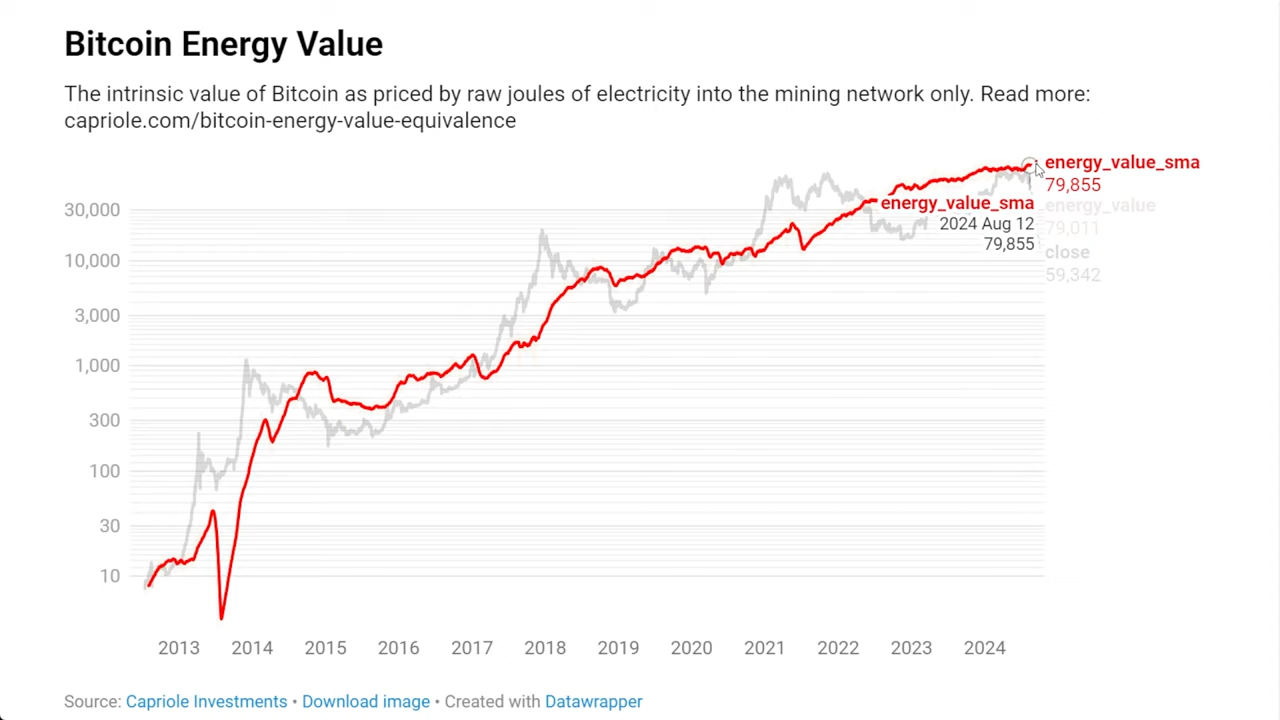 Bitcoin Energy Value
The intrinsic value of Bitcoin as priced by raw joules of electricity into the mining network only. Read more:
capriole.com/bitcoin-energy-value-equivalence
energy_value_sma
79,855
energy_value
79,011
close
59,342
energy_value_sma
2024 Aug 12
79,855
30,000
10,000
3,000
1,000
300
100
30
10
2013 2014 2015 2016 2017 2018 2019 2020 2021 2022 2023 2024
Source: Capriole Investments • Download image • Created with Datawrapper